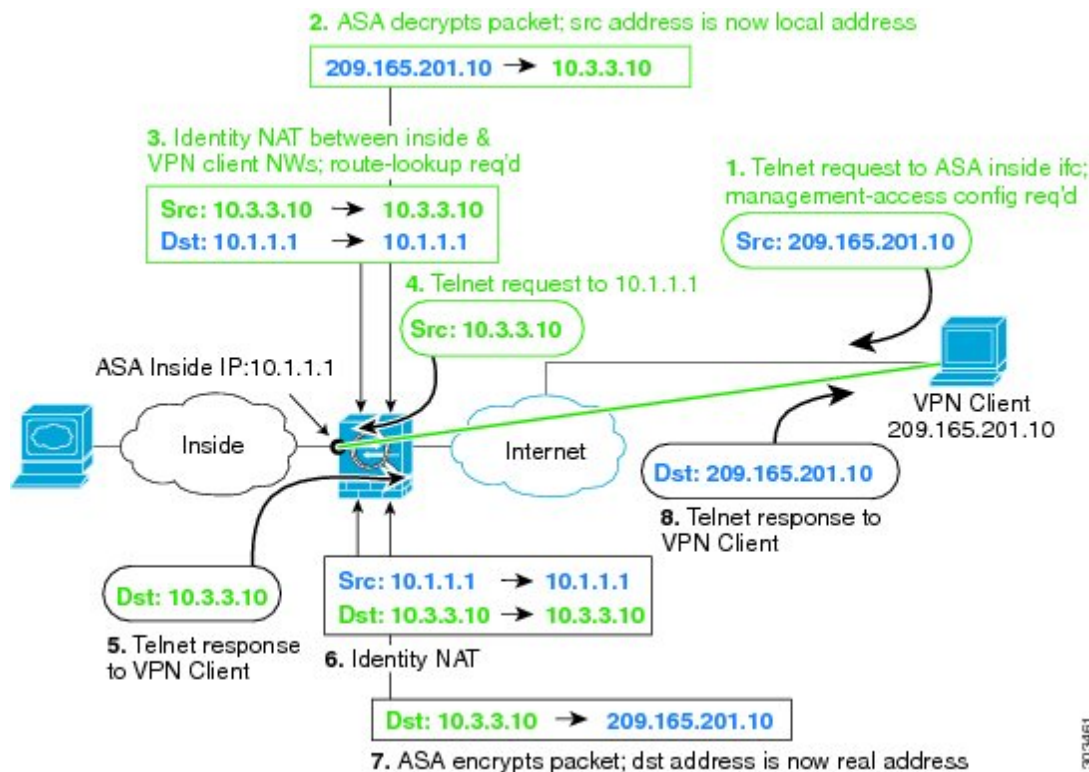 2. ASA decrypts packet; src address is now local address
209.165.201.10 → 10.3.3.10
3. Identity NAT between inside &
VPN client NWs; route-lookup req'd
Src: 10.3.3.10 → 10.3.3.10
Dst: 10.1.1.1 → 10.1.1.1
1. Telnet request to ASA inside ifc;
management-access config req'd
Src: 209.165.201.10
4. Telnet request to 10.1.1.1
Src: 10.3.3.10
ASA Inside IP:10.1.1.1
Inside
Internet
VPN Client
209.165.201.10
Dst: 209.165.201.10
8. Telnet response to
VPN Client
Dst: 10.3.3.10
5. Telnet response
to VPN Client
Src: 10.1.1.1 → 10.1.1.1
Dst: 10.3.3.10 → 10.3.3.10
6. Identity NAT
Dst: 10.3.3.10 → 209.165.201.10
7. ASA encrypts packet; dst address is now real address